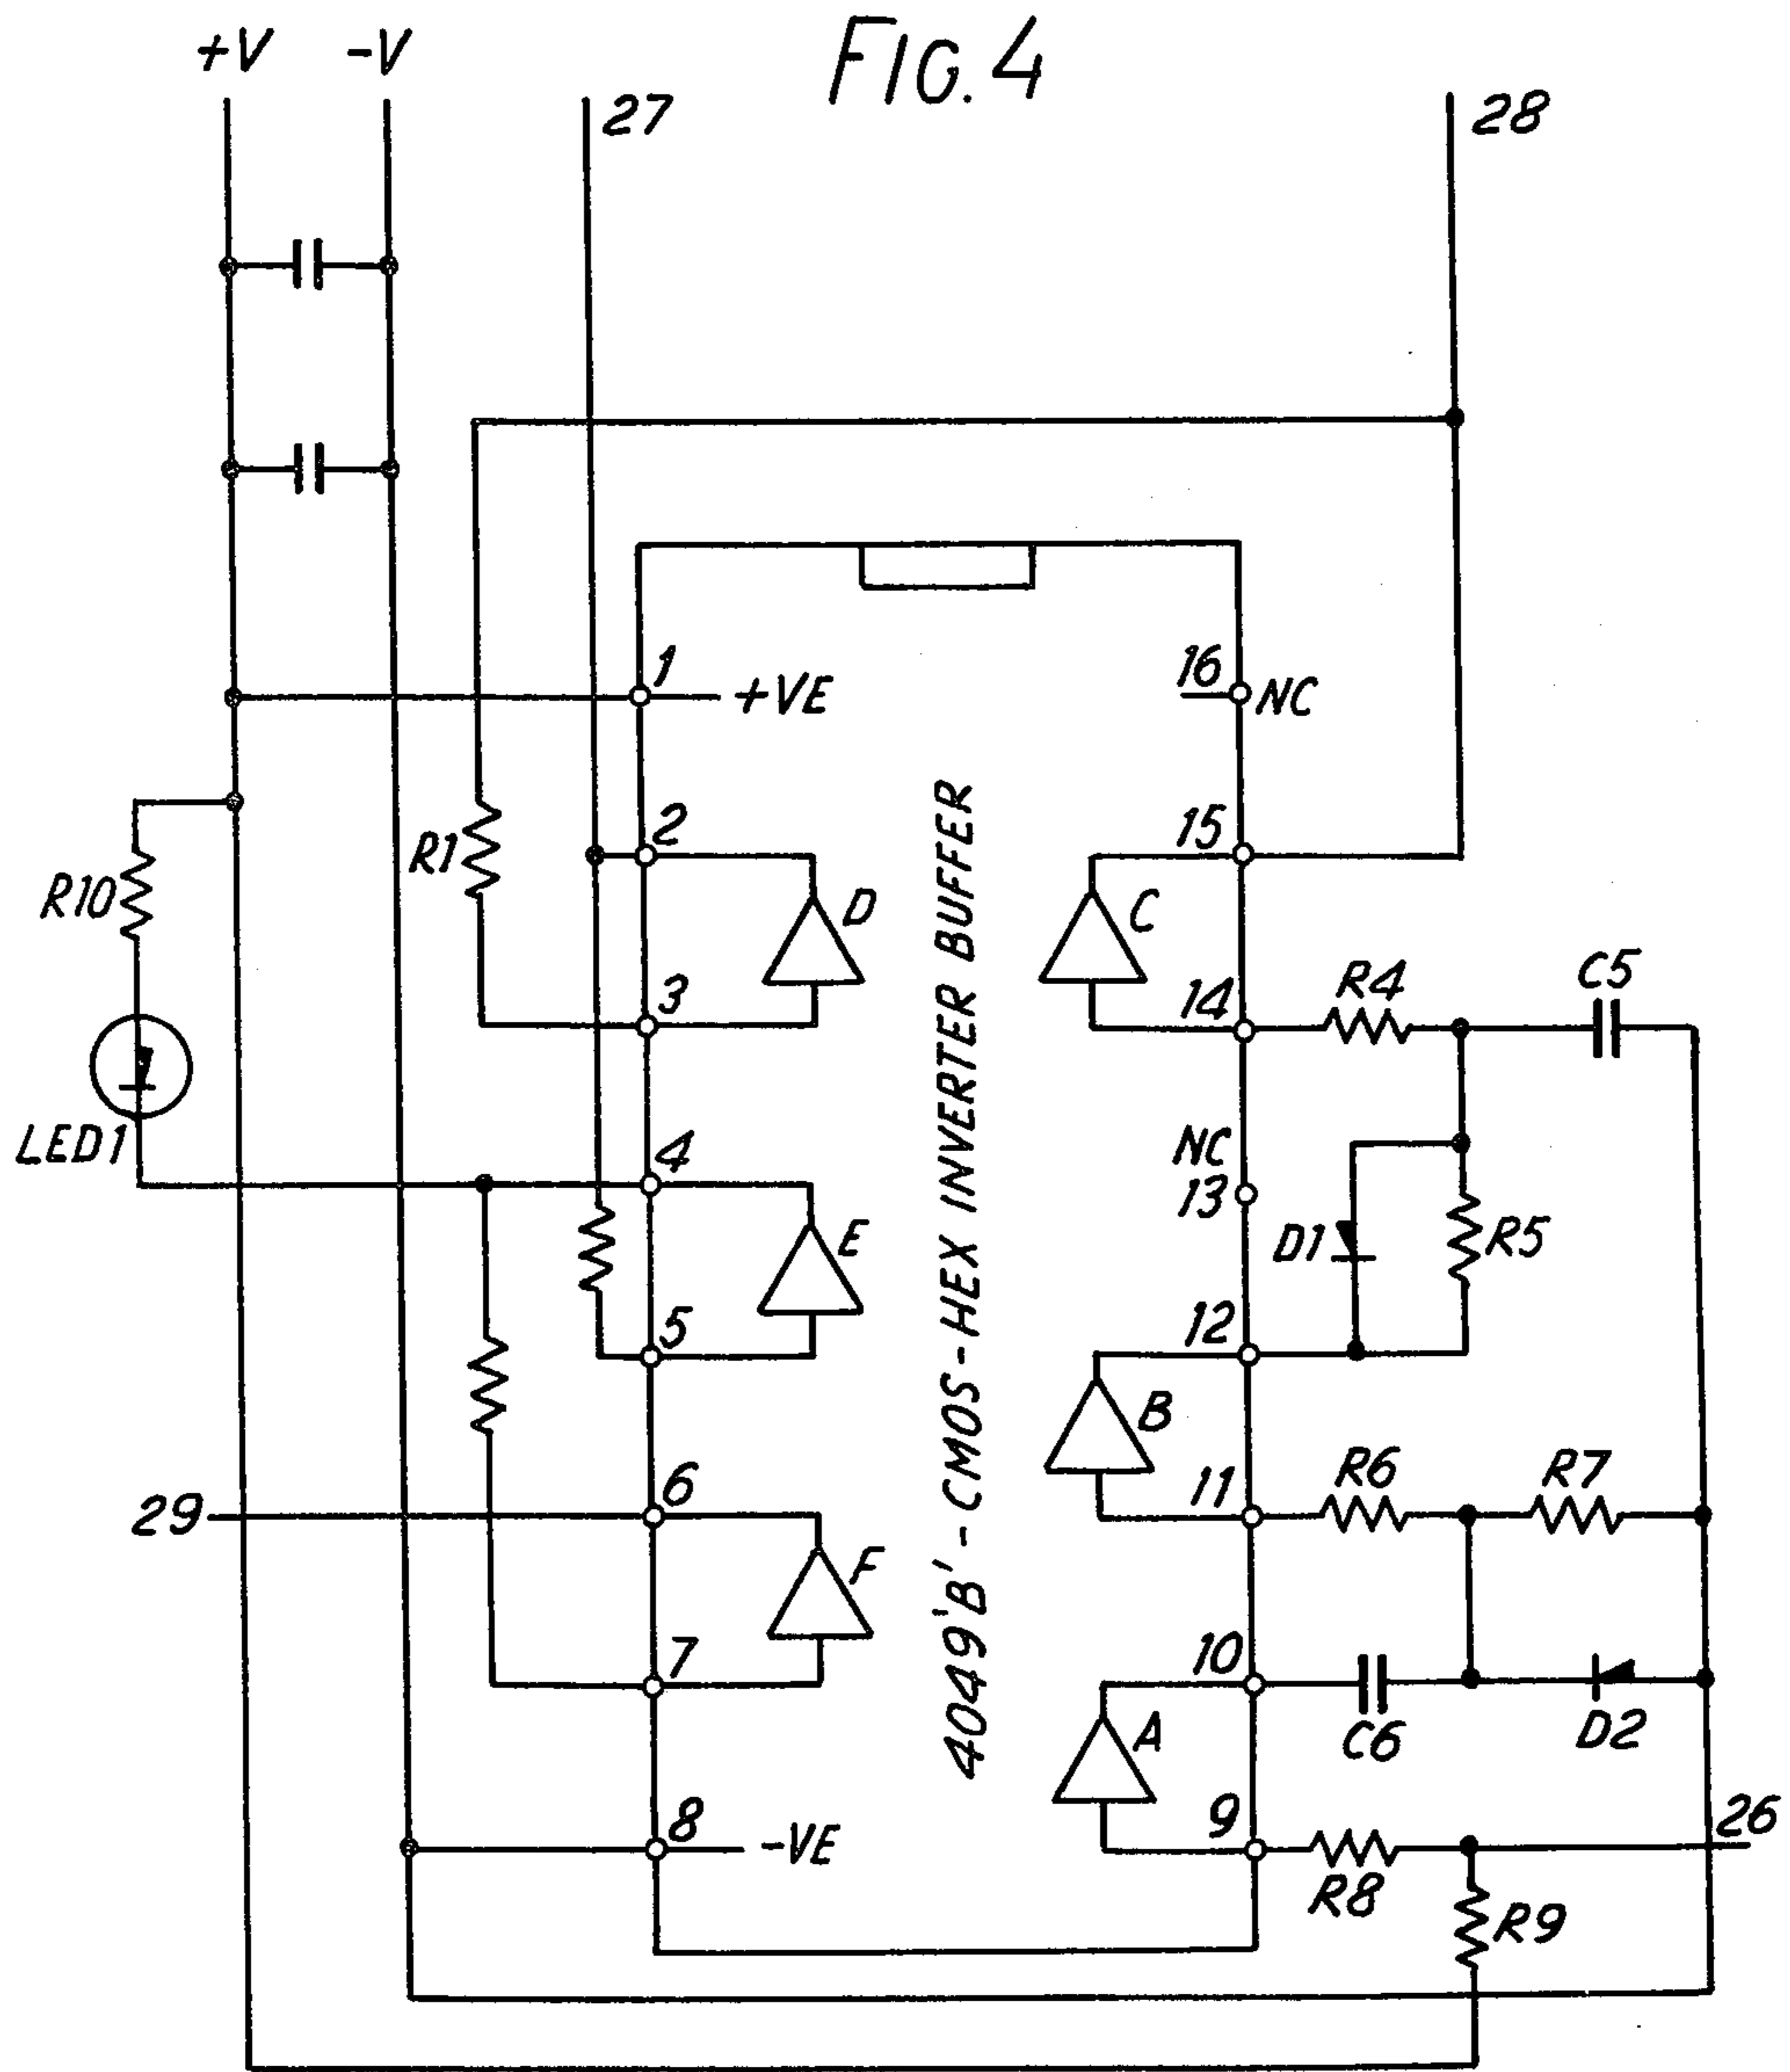 FIG. 4
+V
-V
27
28
1
+VE
16
NC
2
15
R1
D
C
R10
3
14
R4
C5
LED1
4
NC
13
E
D1
R5
5
12
B
6
11
R6
R7
29
F
7
10
C6
D2
A
8
-VE
9
26
R8
R9
4049'B'-CMOS-HEX INVERTER BUFFER